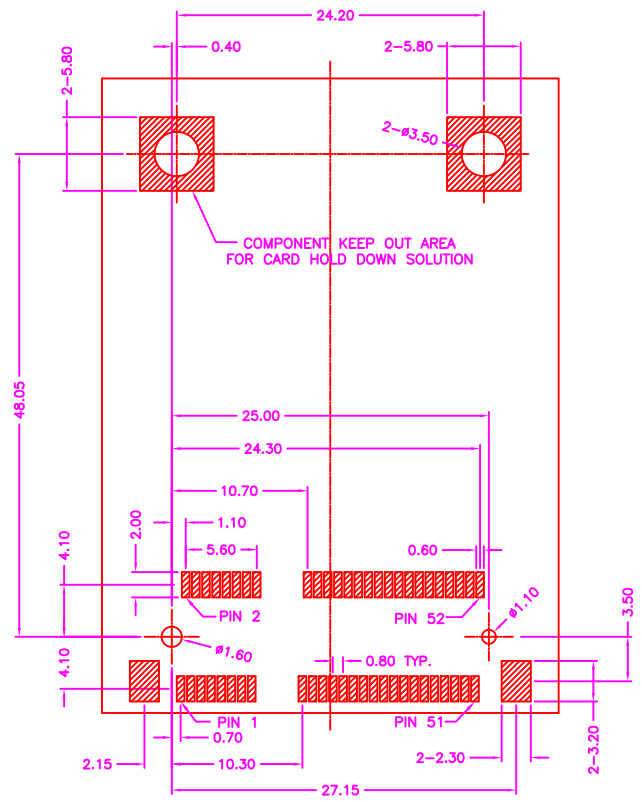 24.20
0.40
2-5.80
2-5.80
2-ø3.50
COMPONENT KEEP OUT AREA
FOR CARD HOLD DOWN SOLUTION
48.05
25.00
24.30
10.70
1.10
2.00
5.60
0.60
4.10
PIN 2
PIN 52
ø1.10
3.50
ø1.60
4.10
0.80 TYP.
PIN 1
PIN 51
0.70
2.15
10.30
2-2.30
2-3.20
27.15